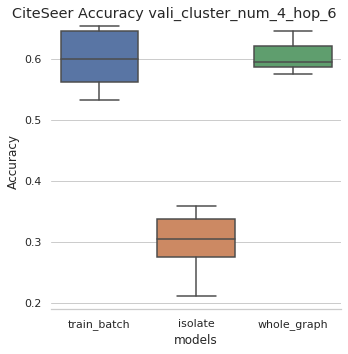 CiteSeer Accuracy vali_cluster_num_4_hop_6
0.6
0.5
0.4
0.3
0.2
Accuracy
train_batch isolate whole_graph
models